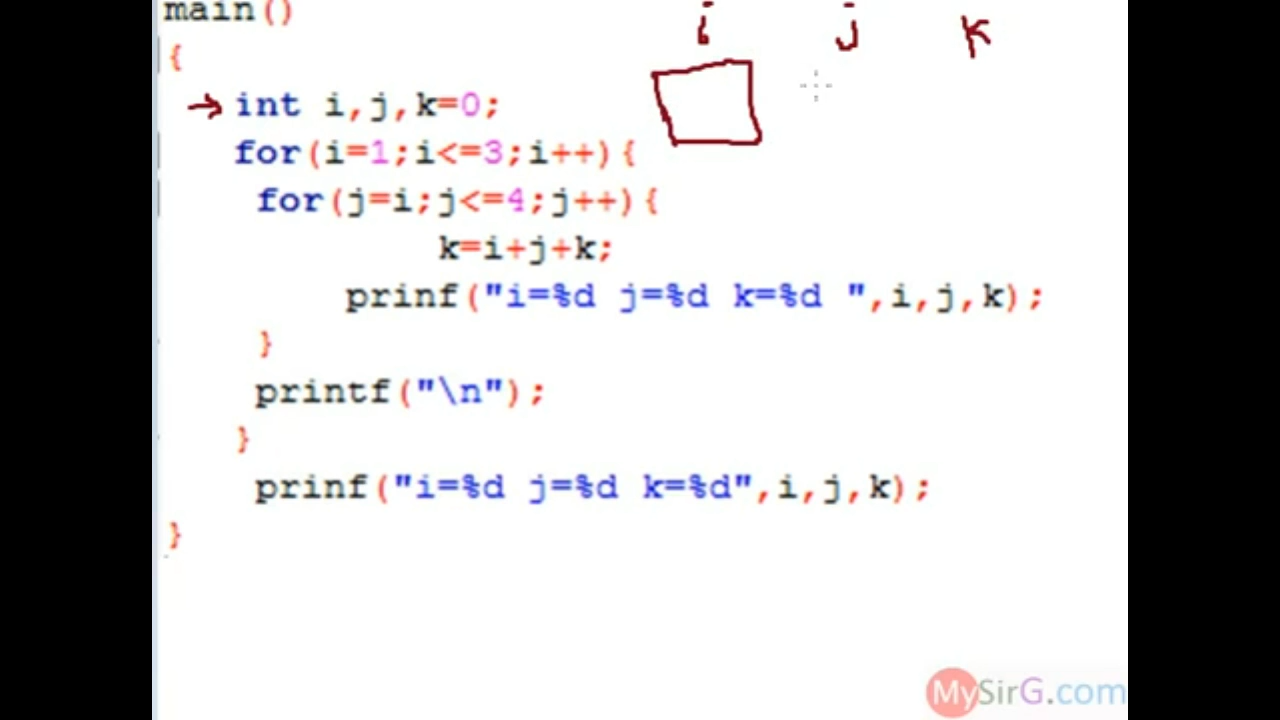 main()
i j k
{
int i,j,k=0;
for(i=1;i<=3;i++){
for(j=i;j<=4;j++){
k=i+j+k;
prinf("i=%d j=%d k=%d ",i,j,k);
}
printf("\n");
}
prinf("i=%d j=%d k=%d",i,j,k);
}
MySirG.com